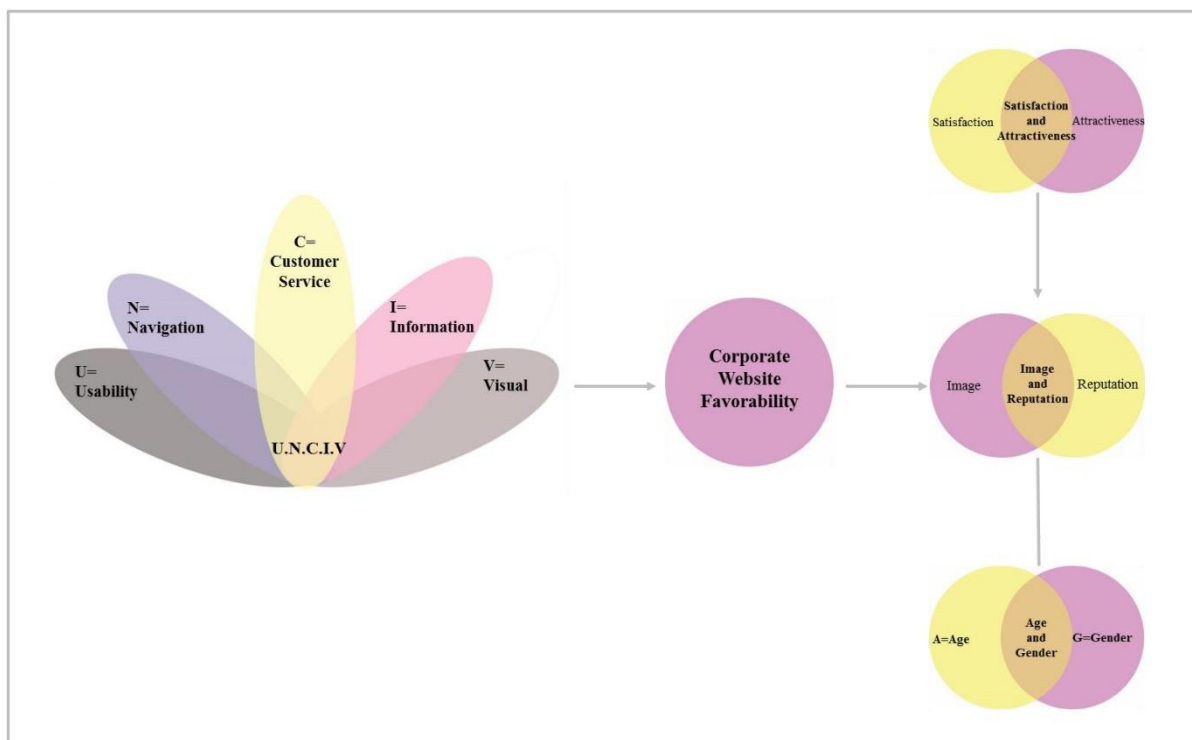 C=
Customer
Service
N=
Navigation
I=
Information
U=
Usability
V=
Visual
U.N.C.I.V
Corporate
Website
Favorability
Satisfaction
Satisfaction
and
Attractiveness
Attractiveness
Image
Image
and
Reputation
Reputation
A=Age
Age
and
Gender
G=Gender